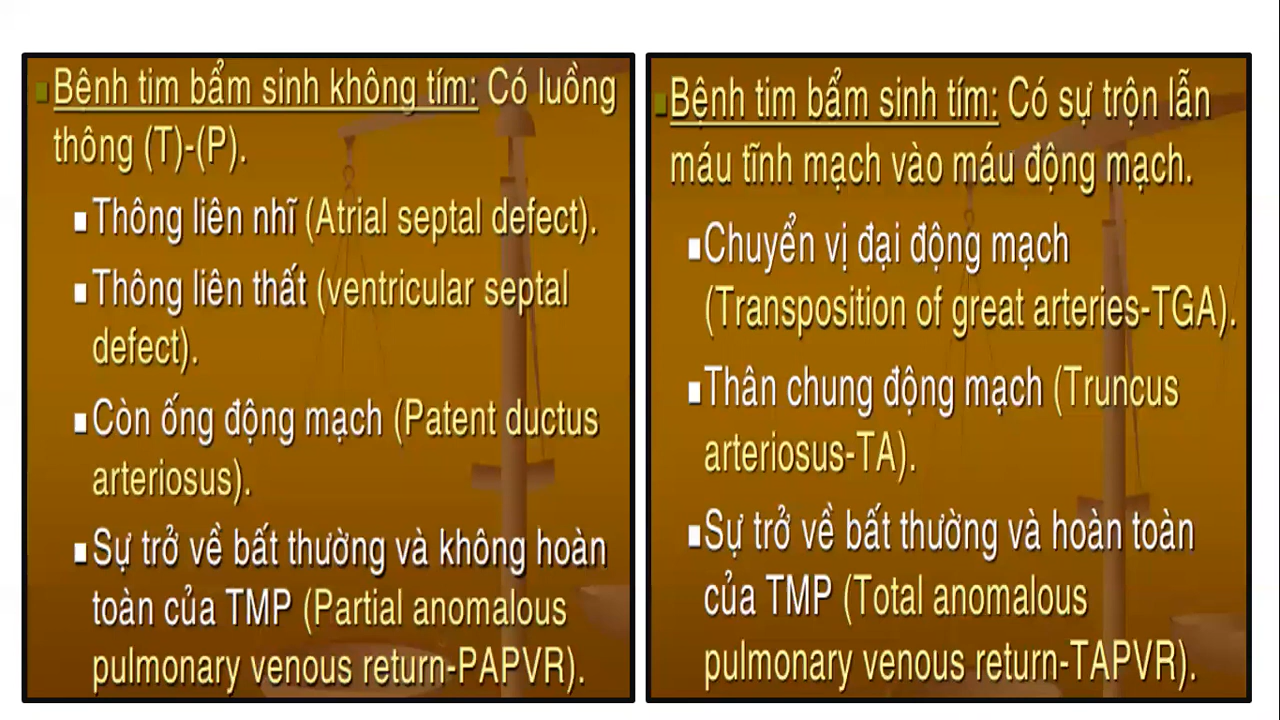 Bệnh tim bẩm sinh không tím: Có luồng
thông (T)-(P).
Thông liên nhĩ (Atrial septal defect).
Thông liên thất (ventricular septal
defect).
Còn ống động mạch (Patent ductus
arteriosus).
Sự trở về bất thường và không hoàn
toàn của TMP (Partial anomalous
pulmonary venous return-PAPVR).
Bệnh tim bẩm sinh tím: Có sự trộn lẫn
máu tĩnh mạch vào máu động mạch.
Chuyển vị đại động mạch
(Transposition of great arteries-TGA).
Thân chung động mạch (Truncus
arteriosus-TA).
Sự trở về bất thường và hoàn toàn
của TMP (Total anomalous
pulmonary venous return-TAPVR).